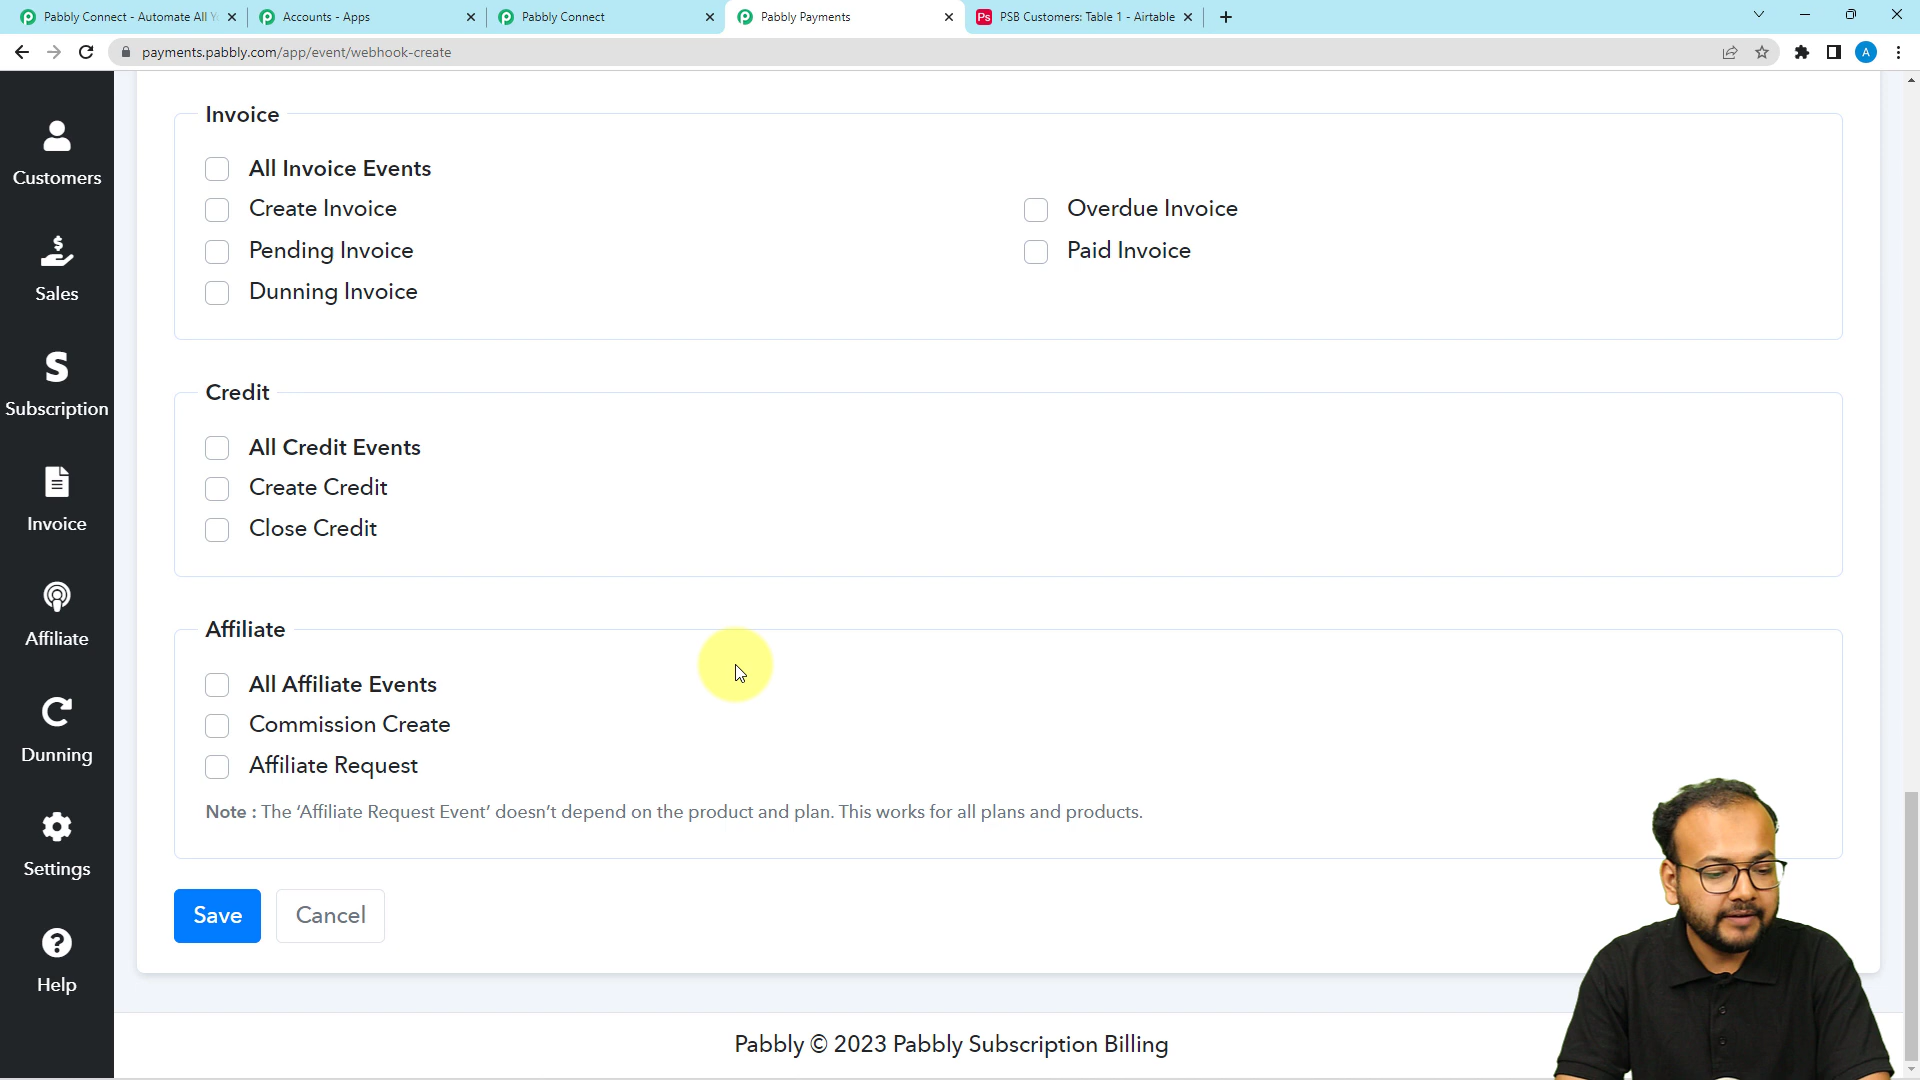 Pabbly Connect - Automate All Y
Accounts - Apps
Pabbly Connect
Pabbly Payments
Ps
PSB Customers: Table 1 - Airtable
payments.pabbly.com/app/event/webhook-create
A
Customers
Sales
Subscription
Invoice
Affiliate
Dunning
Settings
Help
Invoice
All Invoice Events
Create Invoice
Overdue Invoice
Pending Invoice
Paid Invoice
Dunning Invoice
Credit
All Credit Events
Create Credit
Close Credit
Affiliate
All Affiliate Events
Commission Create
Affiliate Request
Note : The ‘Affiliate Request Event’ doesn’t depend on the product and plan. This works for all plans and products.
Save
Cancel
Pabbly © 2023 Pabbly Subscription Billing